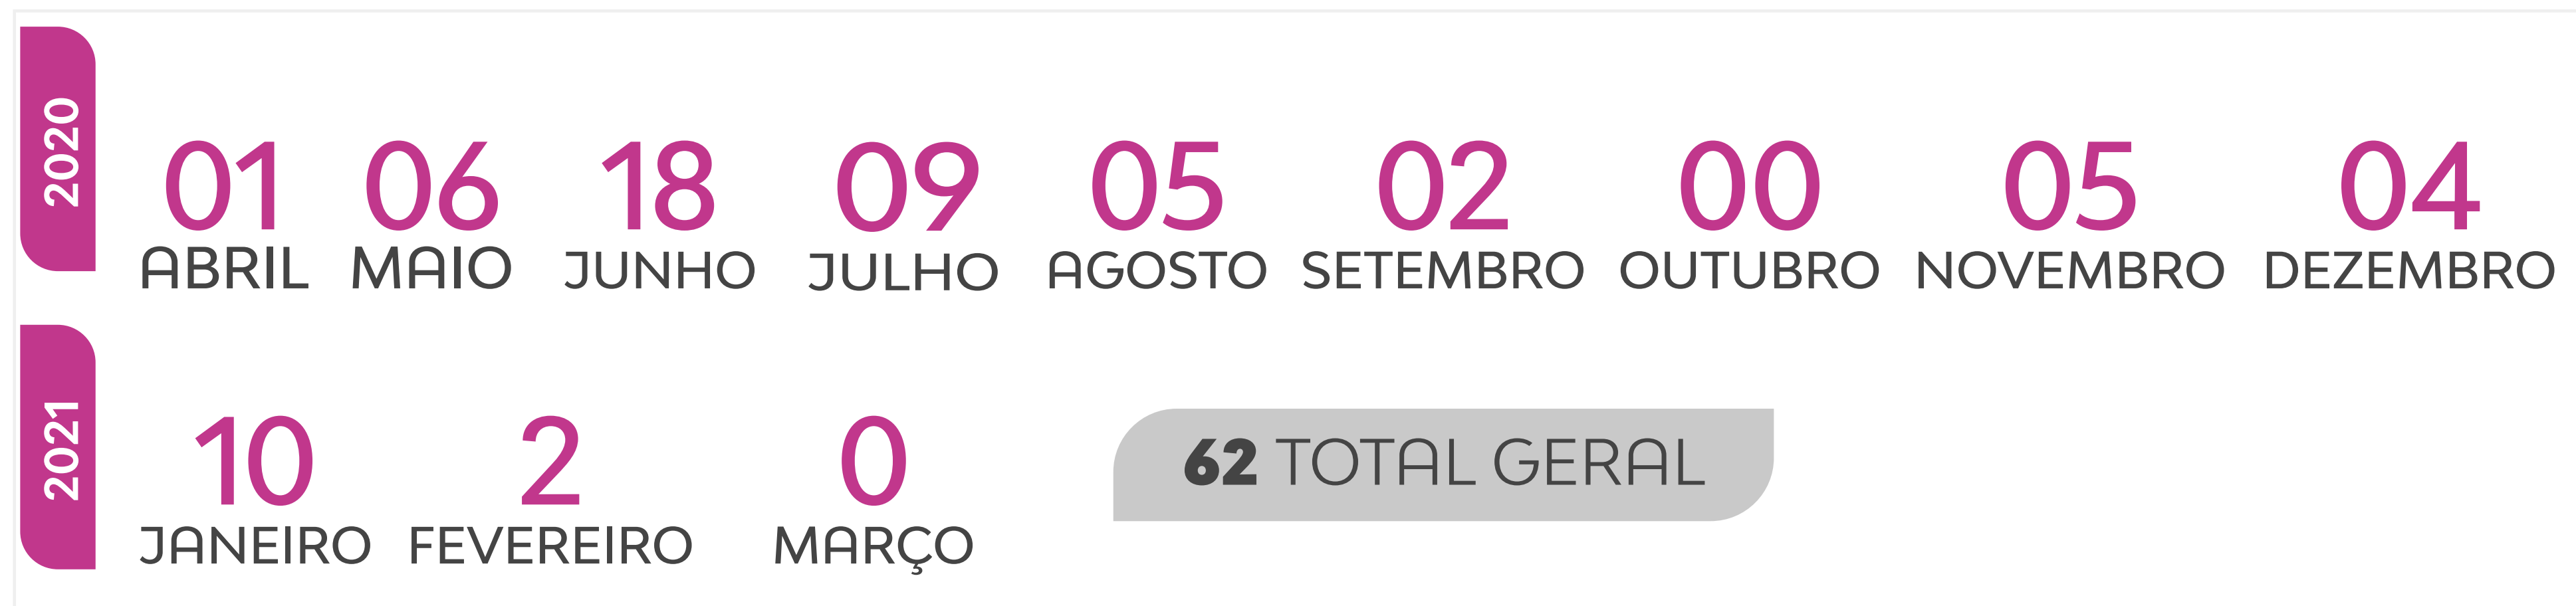 2020
01 06 18 09 05 02 00 05 04
ABRIL MAIO JUNHO JULHO AGOSTO SETEMBRO OUTUBRO NOVEMBRO DEZEMBRO
2021
10 2 0
JANEIRO FEVEREIRO MARÇO
62 TOTAL GERAL